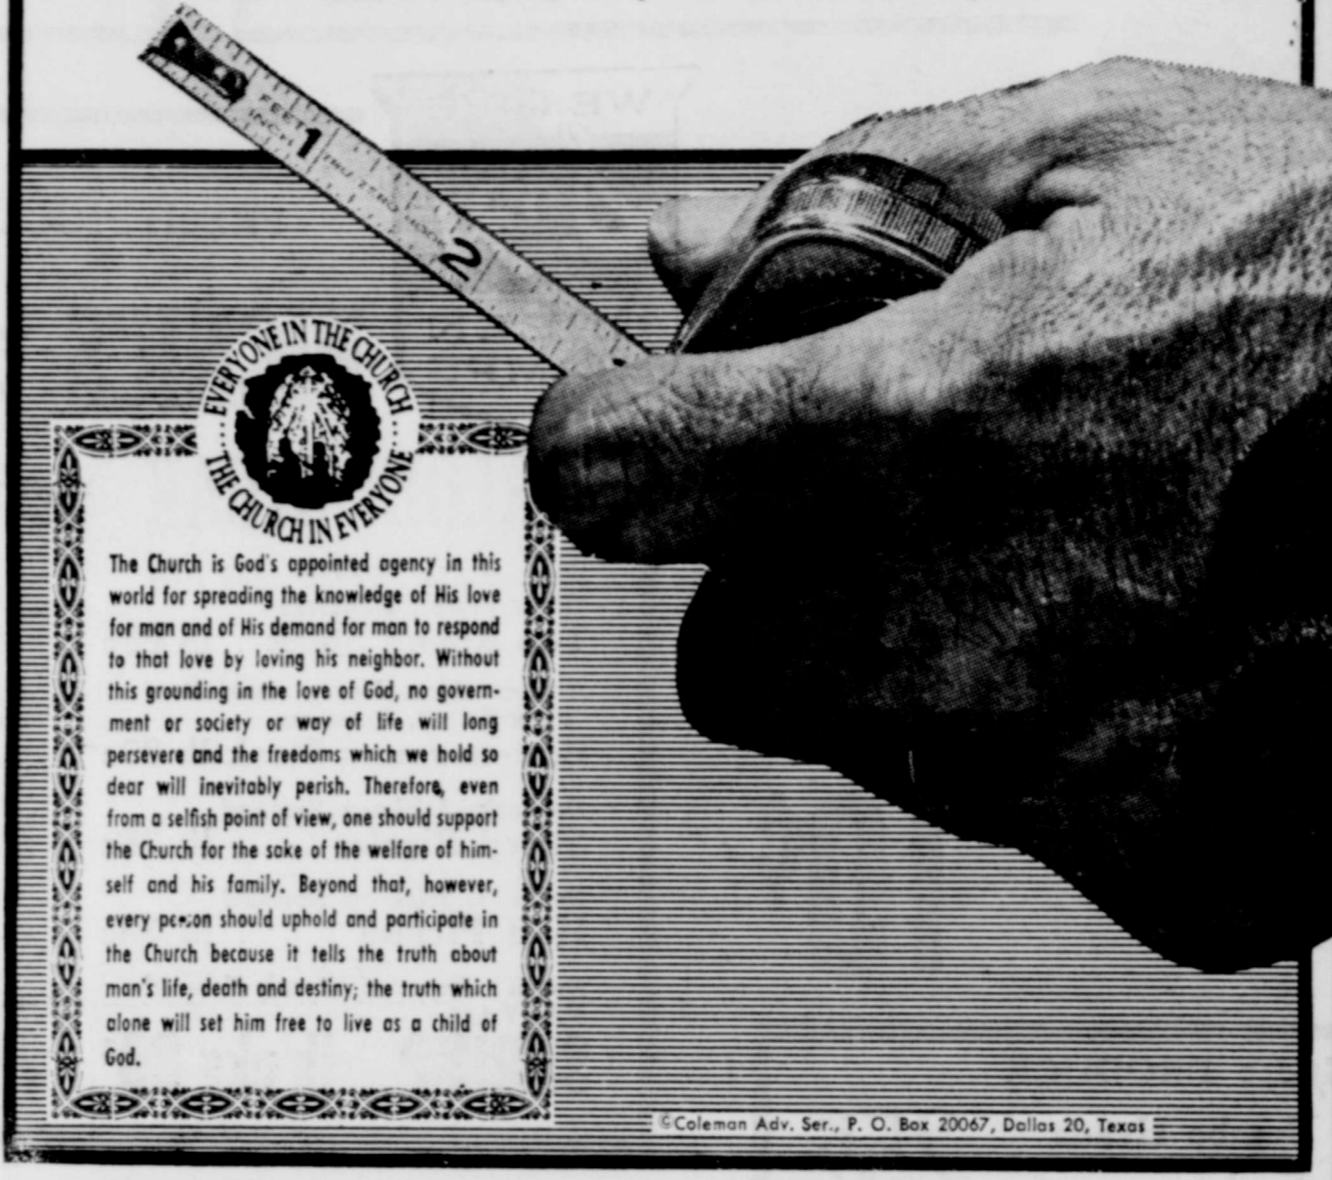 1
2
EVERYONE IN THE CHURCH
THE CHURCH IN EVERYONE
The Church is God's appointed agency in this
world for spreading the knowledge of His love
for man and of His demand for man to respond
to that love by loving his neighbor. Without
this grounding in the love of God, no govern-
ment or society or way of life will long
persevere and the freedoms which we hold so
dear will inevitably perish. Therefore, even
from a selfish point of view, one should support
the Church for the sake of the welfare of him-
self and his family. Beyond that, however,
every person should uphold and participate in
the Church because it tells the truth about
man's life, death and destiny; the truth which
alone will set him free to live as a child of
God.
©Coleman Adv. Ser., P. O. Box 20067, Dallas 20, Texas